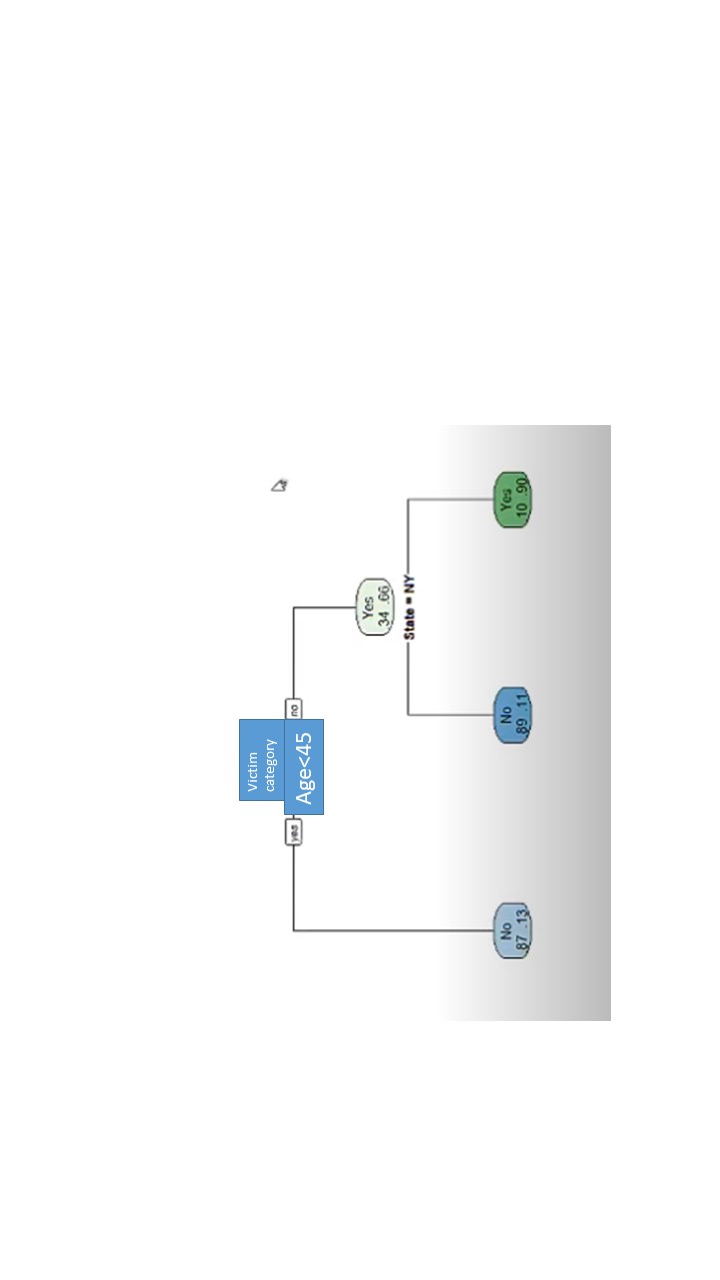 Victim
category
Age<45
yes
no
Yes
34 .66
State = NY
No
87 .13
No
89 .11
Yes
10 .90